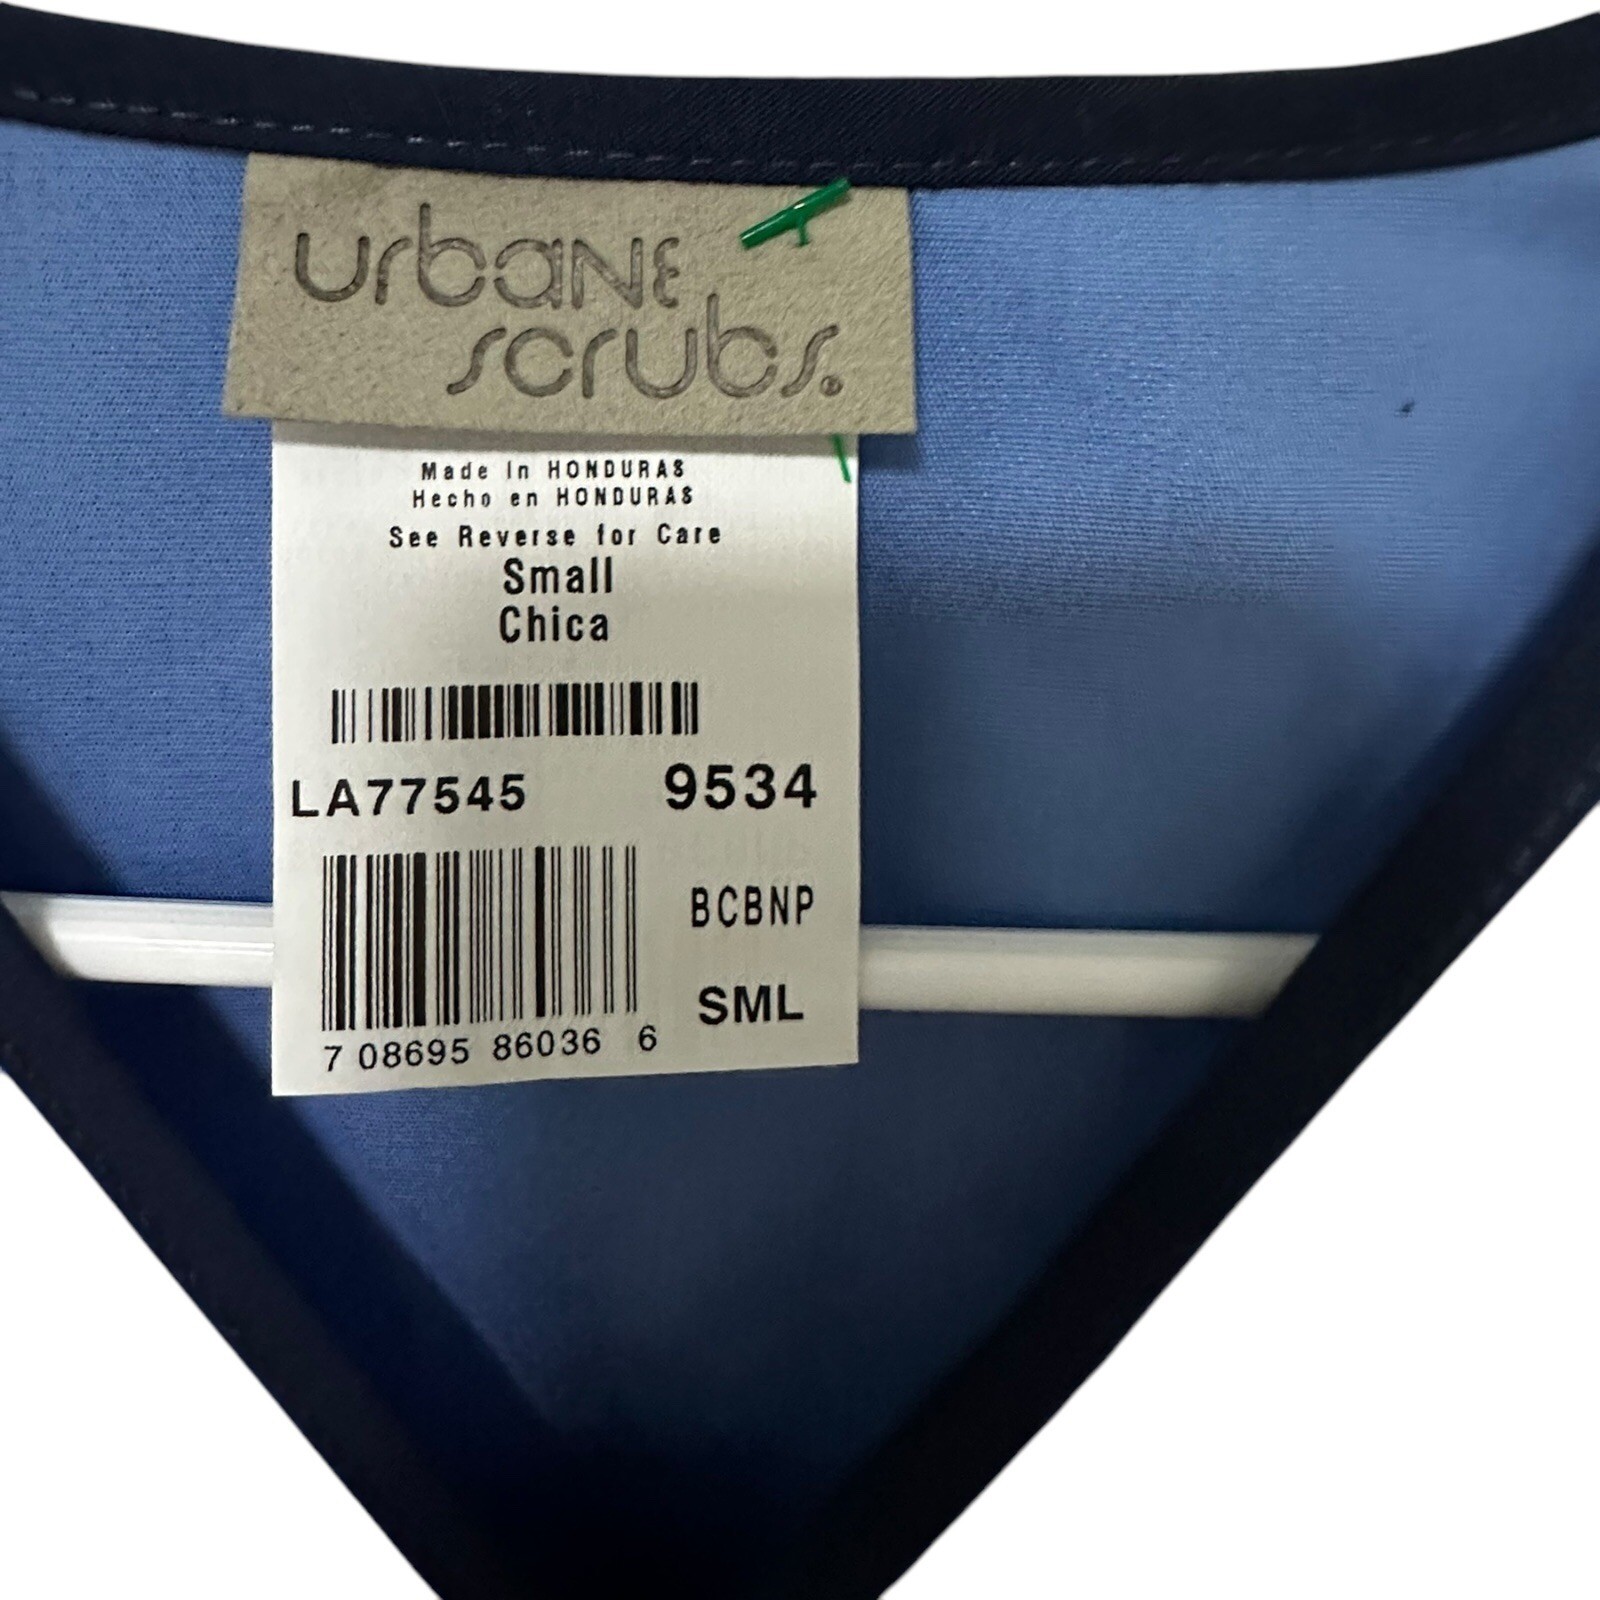 urbane
scrubs®
Made in HONDURAS
Hecho en HONDURAS
See Reverse for Care
Small
Chica
LA77545 9534
BCBNP
SML
7 08695 86036 6